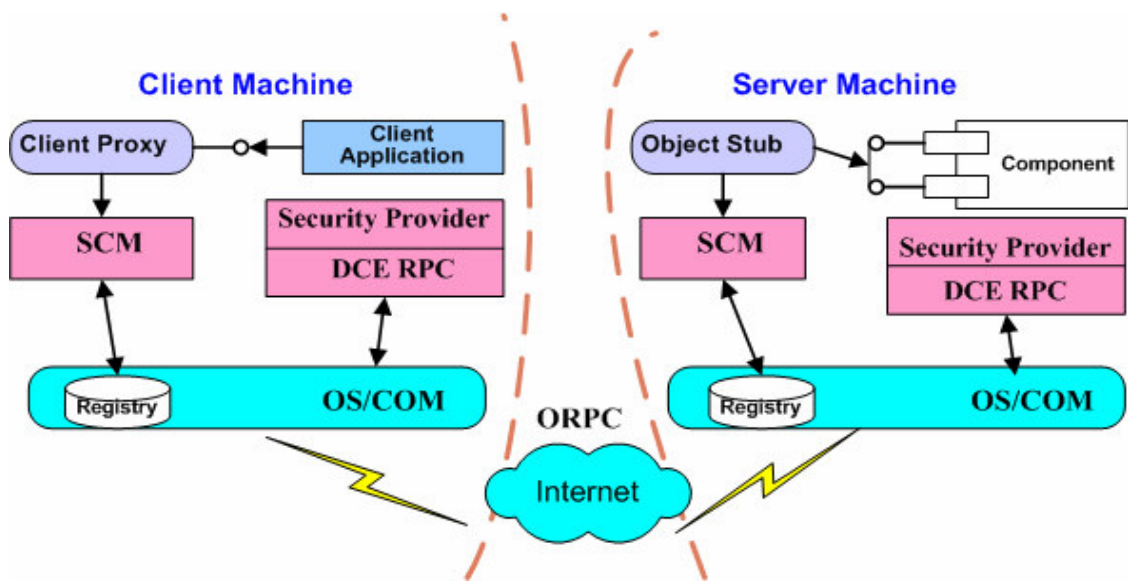 Client Machine
Server Machine
Client Proxy
Client
Application
Object Stub
Component
SCM
Security Provider
DCE RPC
SCM
Security Provider
DCE RPC
Registry
OS/COM
ORPC
Registry
OS/COM
Internet